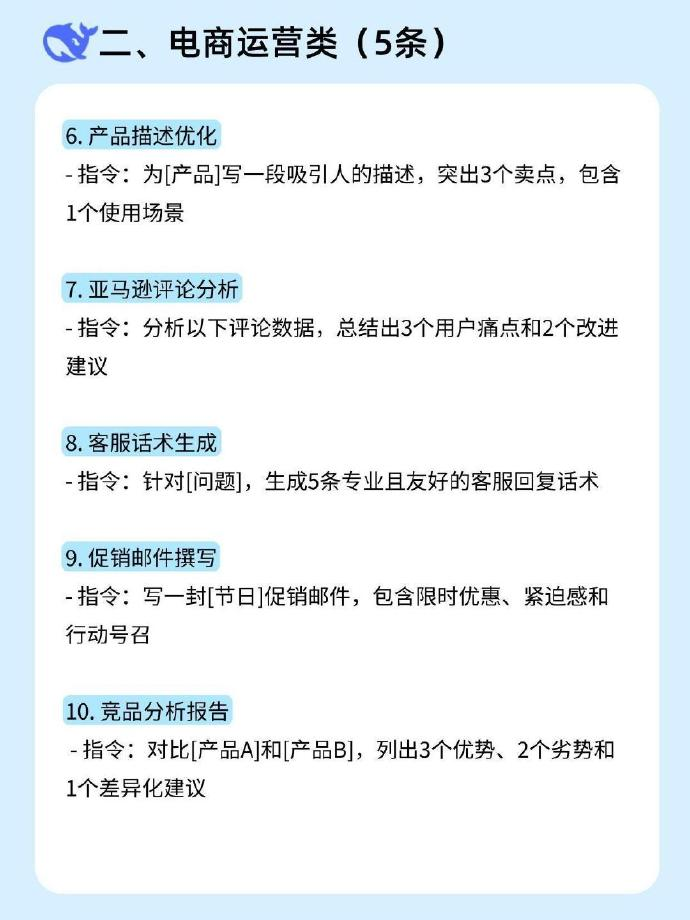 二、电商运营类（5条）
6. 产品描述优化
- 指令：为[产品]写一段吸引人的描述，突出3个卖点，包含
1个使用场景
7. 亚马逊评论分析
- 指令：分析以下评论数据，总结出3个用户痛点和2个改进
建议
8. 客服话术生成
- 指令：针对[问题]，生成5条专业且友好的客服回复话术
9. 促销邮件撰写
- 指令：写一封[节日]促销邮件，包含限时优惠、紧迫感和
行动号召
10. 竞品分析报告
- 指令：对比[产品A]和[产品B]，列出3个优势、2个劣势和
1个差异化建议